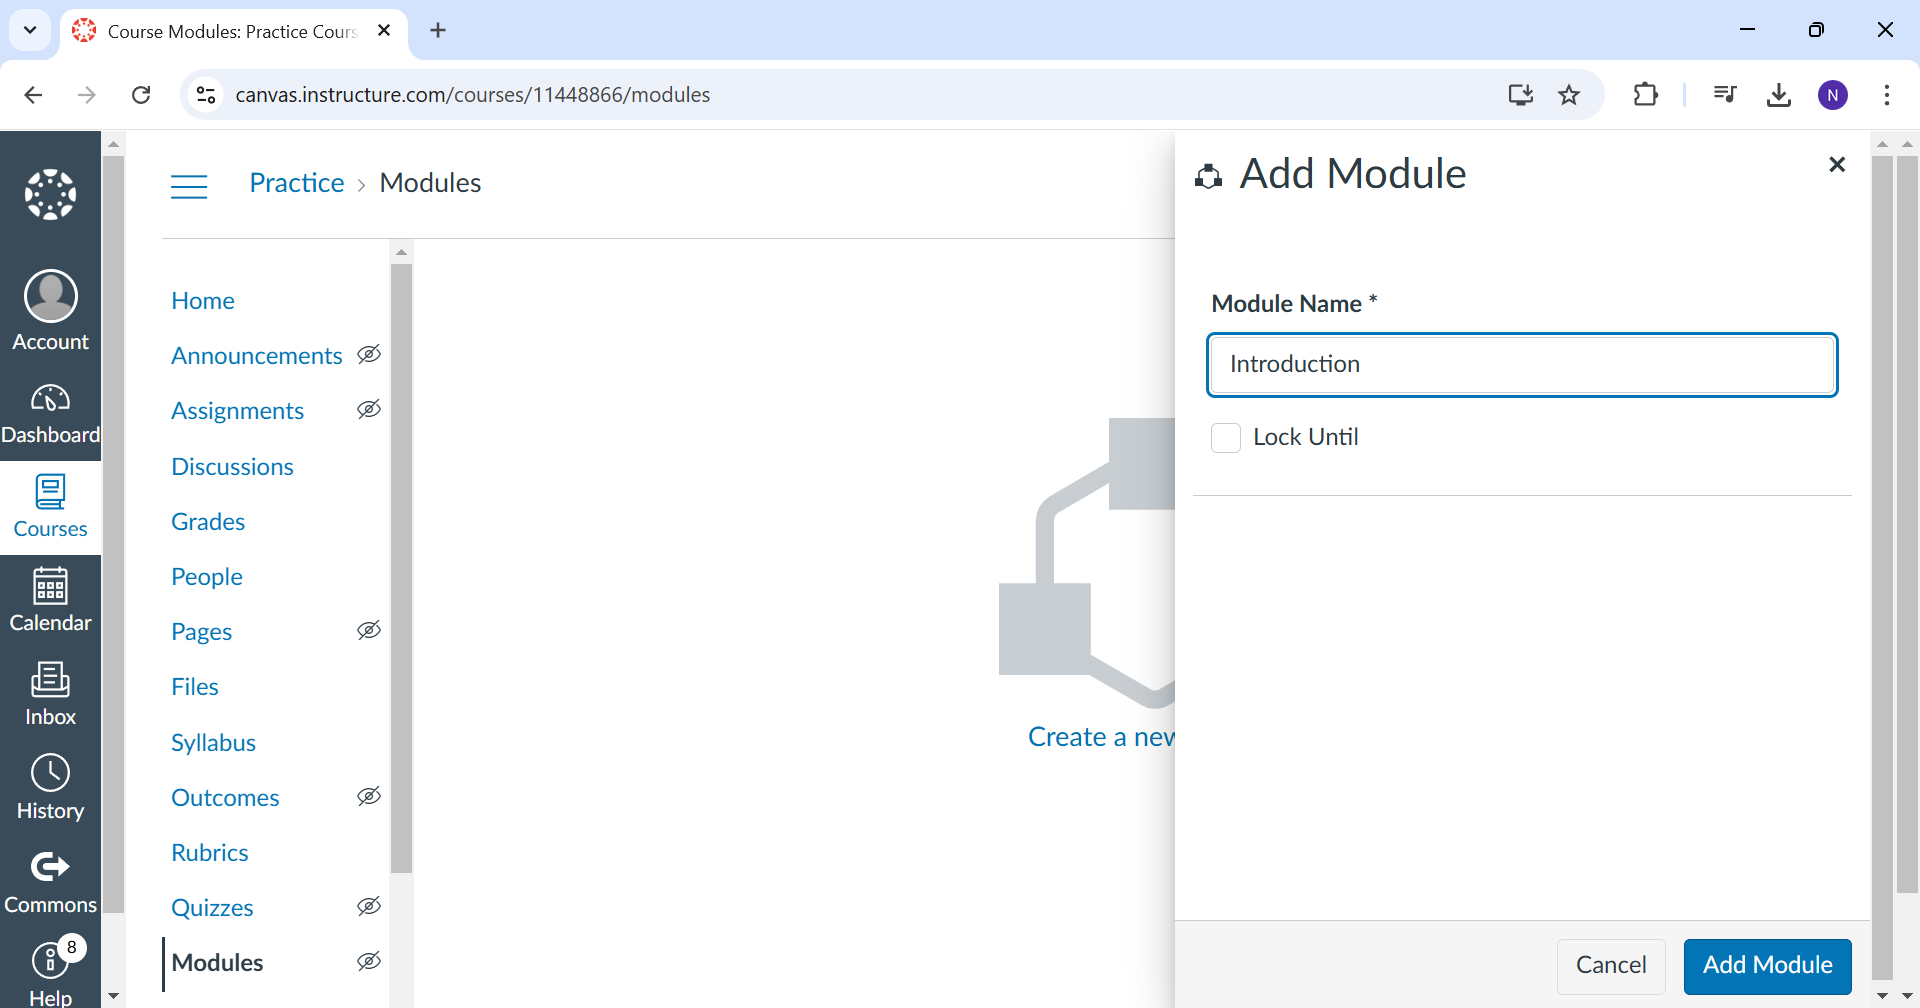 Course Modules: Practice Cours
canvas.instructure.com/courses/11448866/modules
N
Account
Dashboard
Courses
Calendar
Inbox
History
Commons
8
Help
Practice > Modules
Home
Announcements
Assignments
Discussions
Grades
People
Pages
Files
Syllabus
Outcomes
Rubrics
Quizzes
Modules
Create a new
Add Module
Module Name *
Introduction
Lock Until
Cancel
Add Module